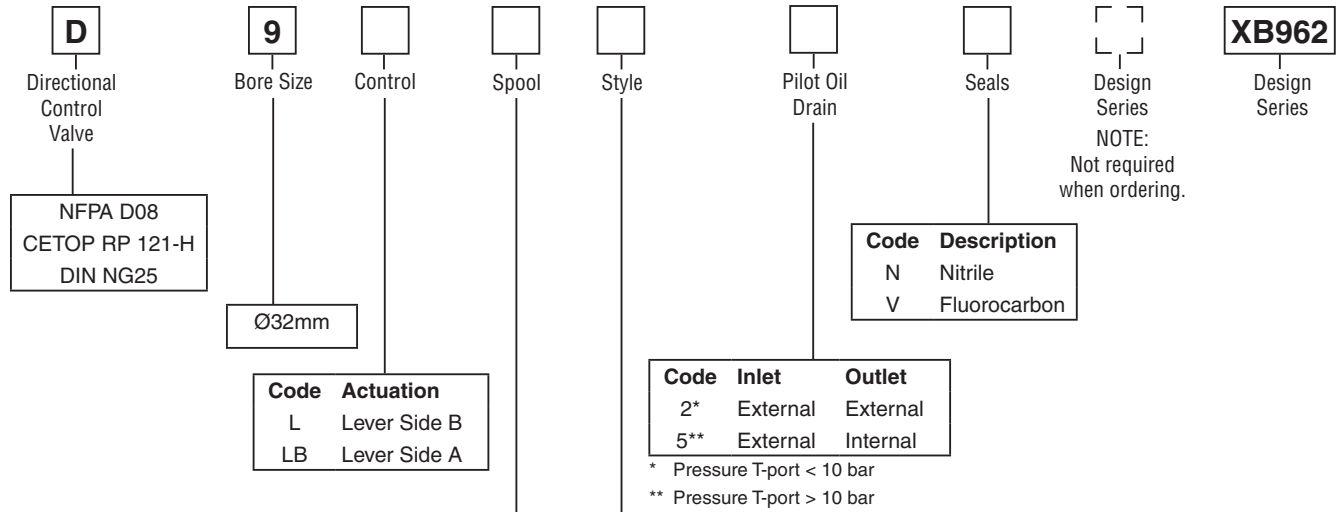 D
9
XB962
Directional
Control
Valve
Bore Size
Control
Spool
Style
Pilot Oil
Drain
Seals
Design
Series
NOTE:
Not required
when ordering.
Design
Series
NFPA D08
CETOP RP 121-H
DIN NG25
Ø32mm
Code Actuation
L Lever Side B
LB Lever Side A
Code Inlet Outlet
2* External External
5** External Internal
* Pressure T-port < 10 bar
** Pressure T-port > 10 bar
Code Description
N Nitrile
V Fluorocarbon